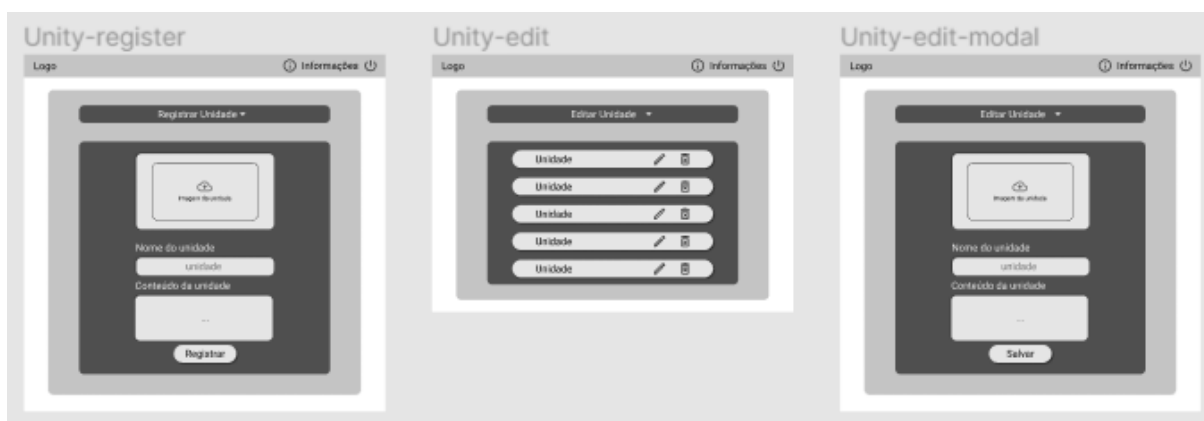 Unity-register
Logo
Informações
Registrar Unidade
Imagem da unidade
Nome do unidade
unidade
Conteúdo da unidade
...
Registrar
Unity-edit
Logo
Informações
Editar Unidade
Unidade
Unidade
Unidade
Unidade
Unidade
Unity-edit-modal
Logo
Informações
Editar Unidade
Imagem da unidade
Nome do unidade
unidade
Conteúdo da unidade
...
Salvar